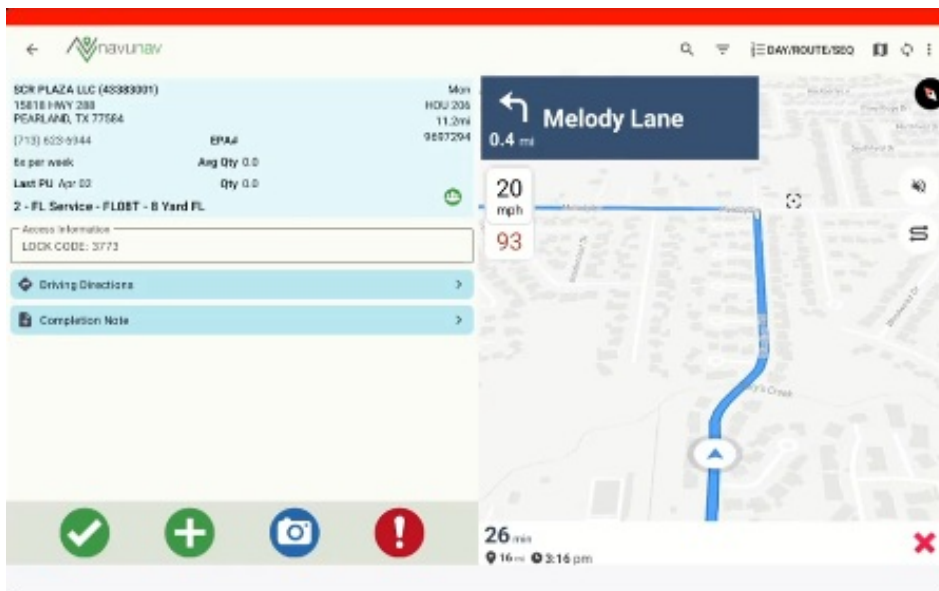 navunav
DAY/ROUTE/SEQ
SCR PLAZA LLC (43383001)
Mon
15818 HWY 288
HOU 206
PEARLAND, TX 77584
11.2mi
(713) 623-6944
EPA#
9697294
6x per week
Avg Qty 0.0
Last PU Apr 02
Qty 0.0
2 - FL Service - FL08T - 8 Yard FL
Access Information
LOCK CODE: 3773
Driving Directions
Completion Note
Melody Lane
0.4 mi
20
mph
93
26 min
16 mi 3:16 pm